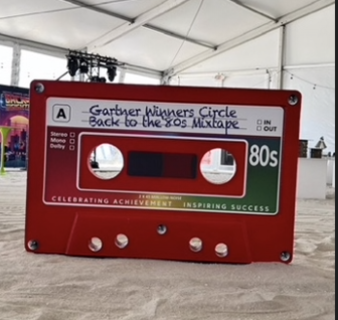 A
Gartner Winners Circle
Back to the 80s Mixtape
IN
OUT
Stereo
Mono
Dolby
80s
CELEBRATING ACHIEVEMENT INSPIRING SUCCESS